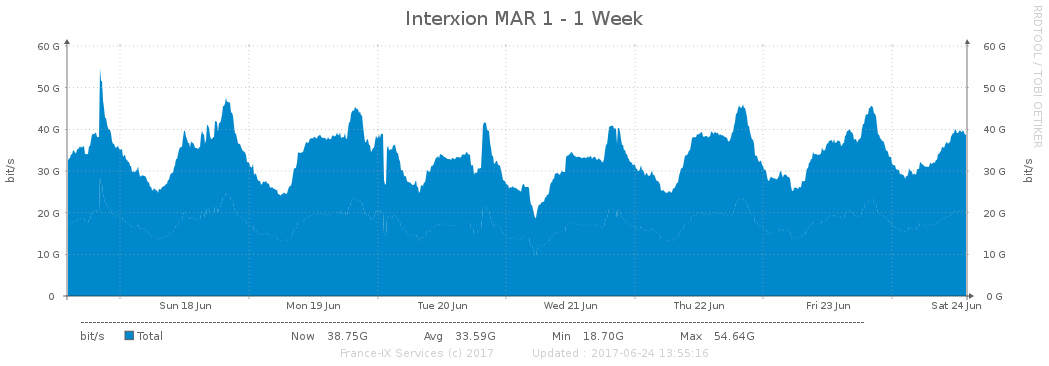 Interxion MAR 1 - 1 Week
RRDTOOL / TOBI OETIKER
60 G 60 G
50 G 50 G
40 G 40 G
30 G 30 G
20 G 20 G
10 G 10 G
0 0 G
bit/s bit/s
Sun 18 Jun Mon 19 Jun Tue 20 Jun Wed 21 Jun Thu 22 Jun Fri 23 Jun Sat 24 Jun
bit/s Total Now 38.75G Avg 33.59G Min 18.70G Max 54.64G
France-IX Services (c) 2017 Updated : 2017-06-24 13:55:16